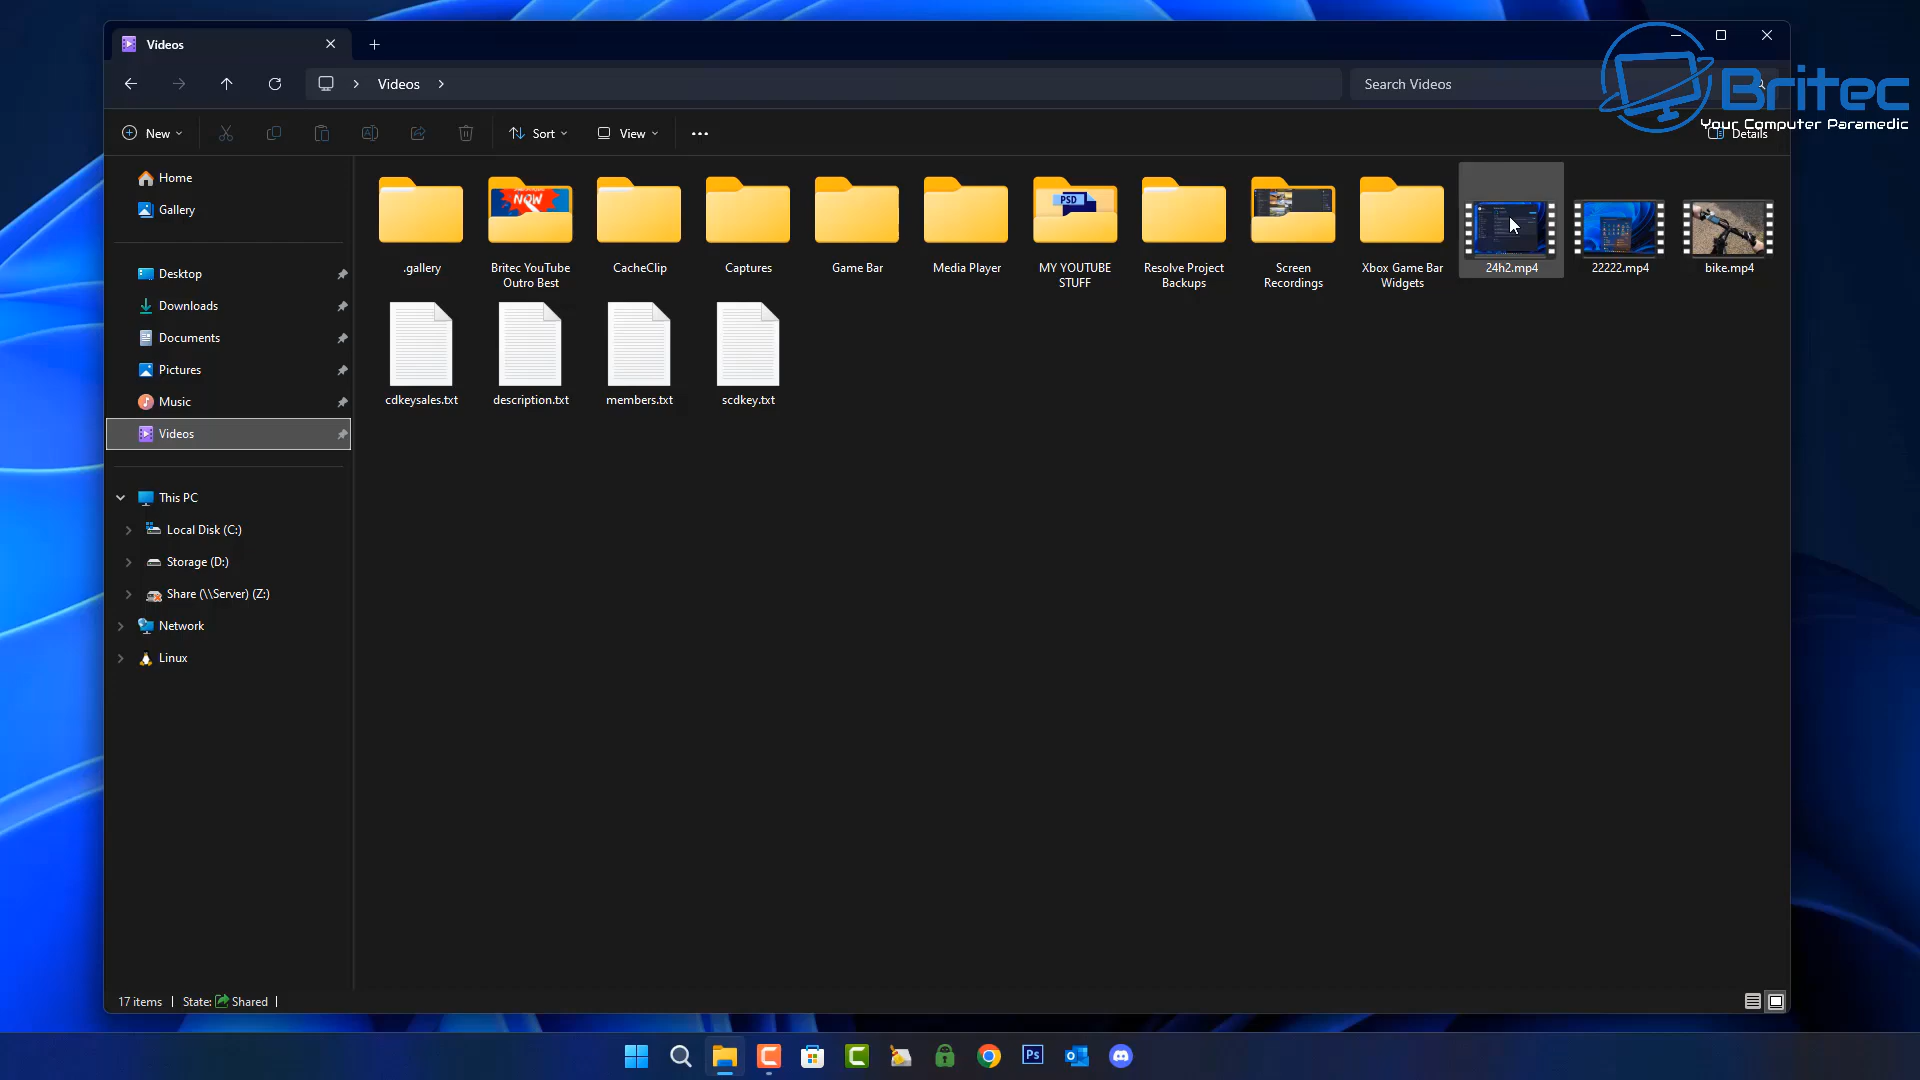 Videos
Videos
Search Videos
Britec
Your Computer Paramedic
New
Sort
View
Details
Home
Gallery
Desktop
Downloads
Documents
Pictures
Music
Videos
This PC
Local Disk (C:)
Storage (D:)
Share (\\Server) (Z:)
Network
Linux
NOW
PSD
.gallery
Britec YouTube Outro Best
CacheClip
Captures
Game Bar
Media Player
MY YOUTUBE STUFF
Resolve Project Backups
Screen Recordings
Xbox Game Bar Widgets
24h2.mp4
22222.mp4
bike.mp4
cdkeysales.txt
description.txt
members.txt
scdkey.txt
17 items
State: Shared
Ps